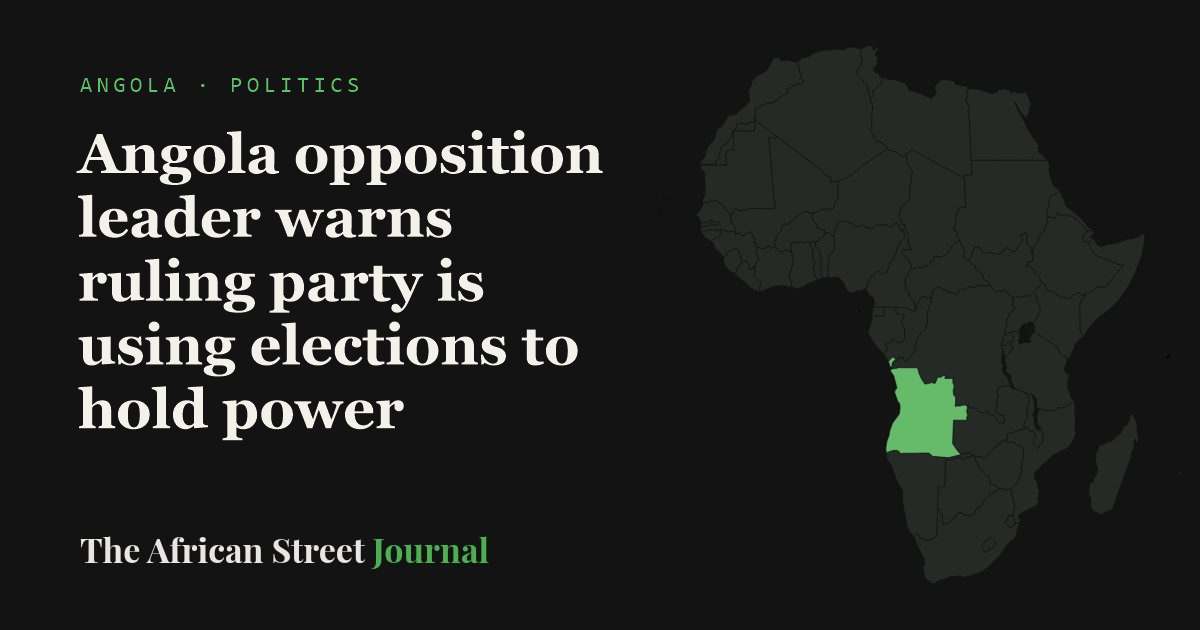 ANGOLA · POLITICS
Angola opposition
leader warns
ruling party is
using elections to
hold power
The African Street Journal